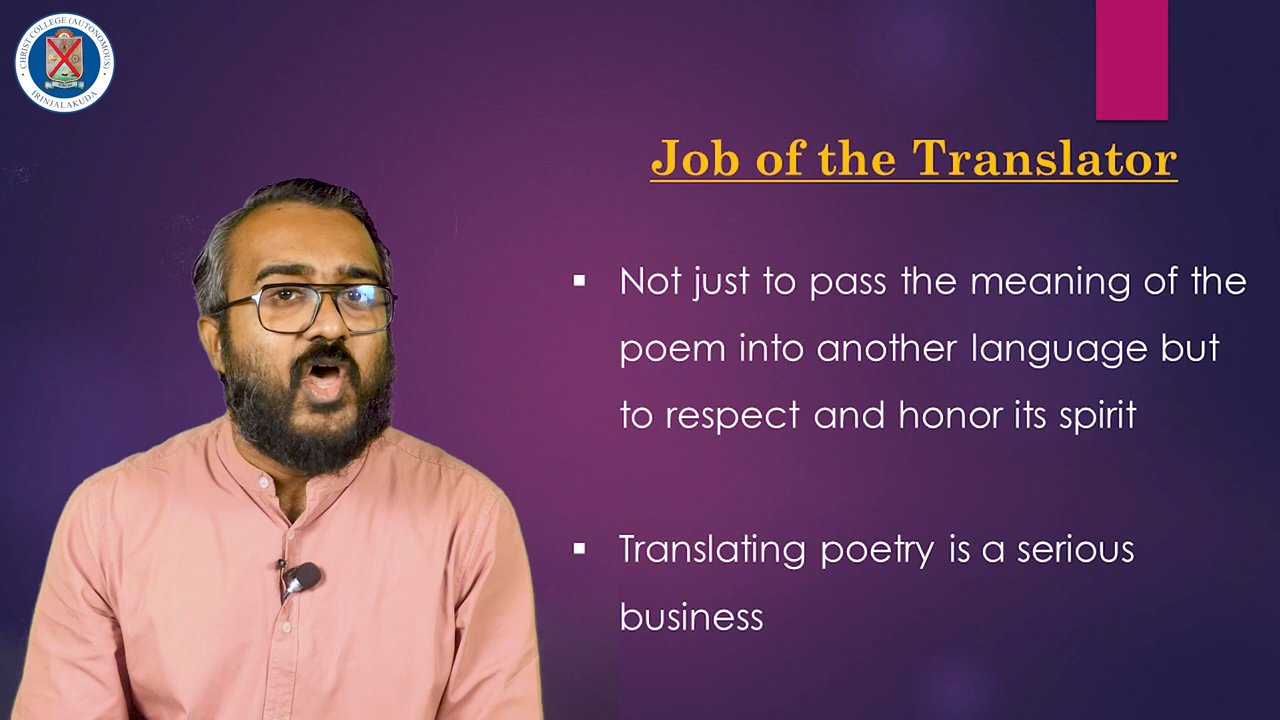 CHRIST COLLEGE (AUTONOMOUS)
IRINJALAKUDA
Job of the Translator
Not just to pass the meaning of the
poem into another language but
to respect and honor its spirit
Translating poetry is a serious
business